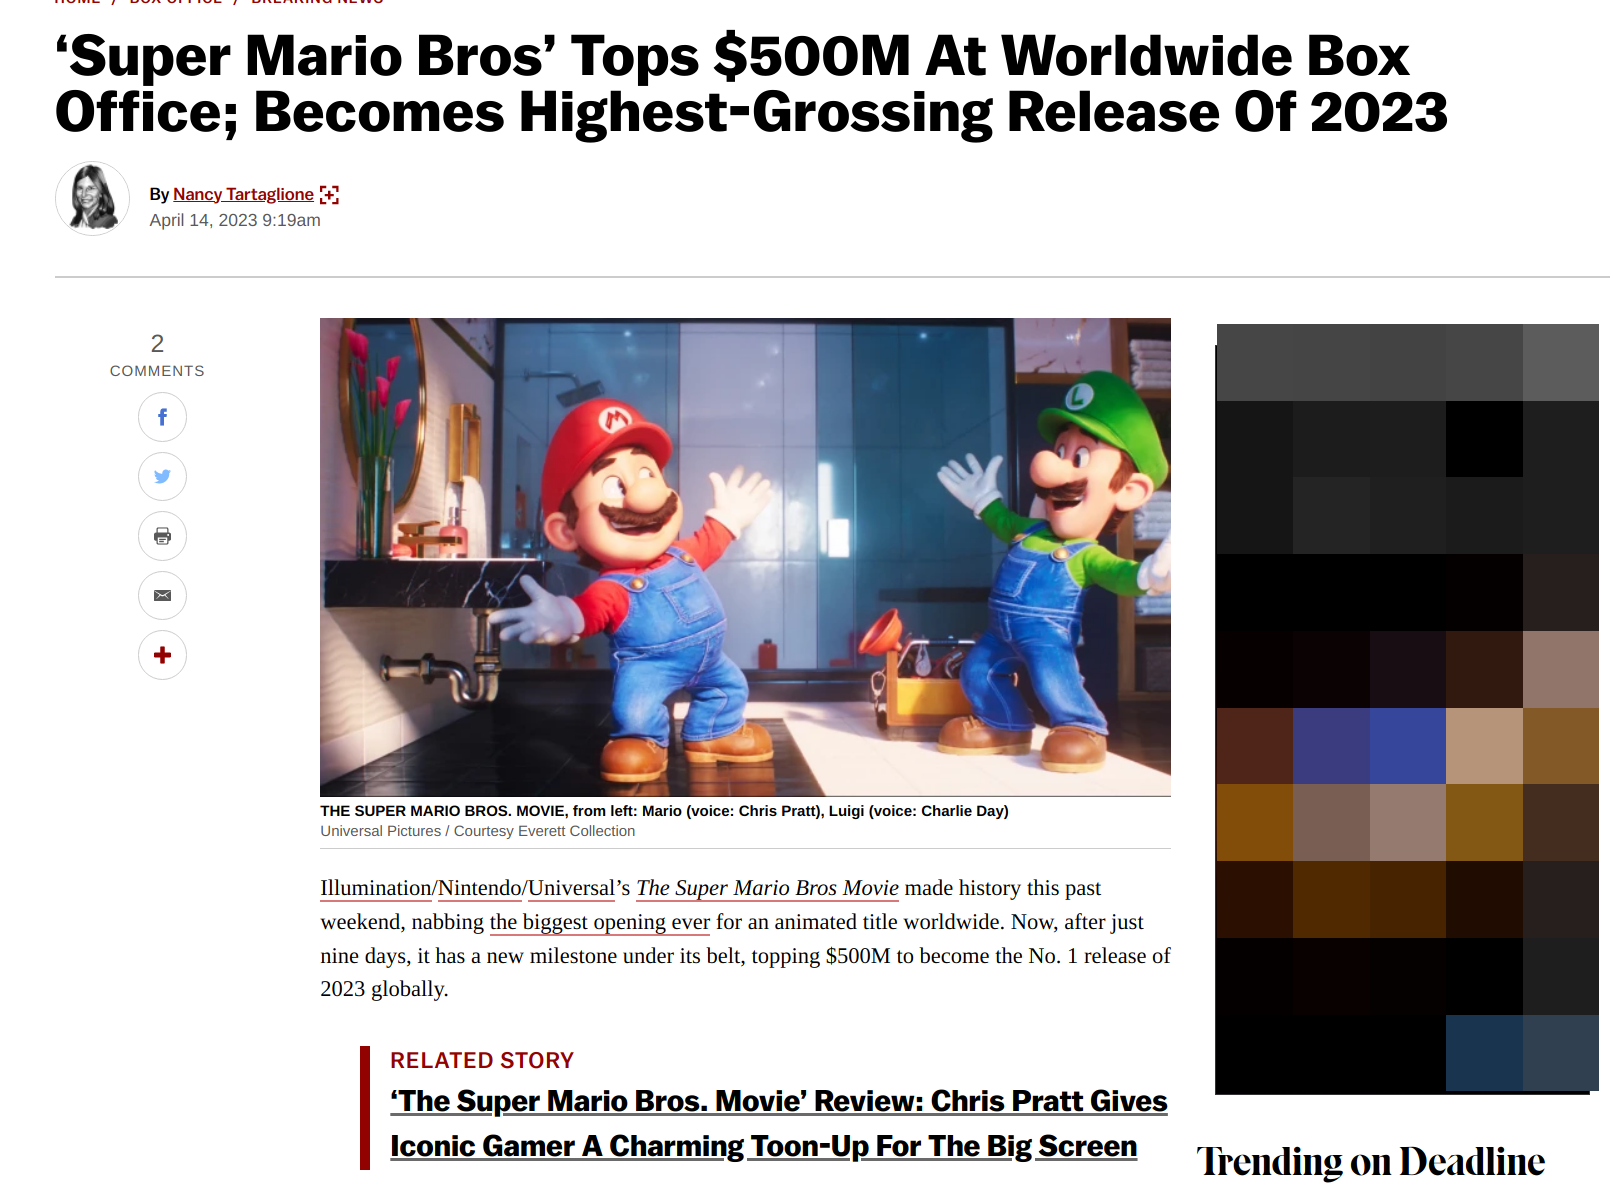 HOME / BOX OFFICE / BREAKING NEWS
‘Super Mario Bros’ Tops $500M At Worldwide Box
Office; Becomes Highest-Grossing Release Of 2023
By Nancy Tartaglione
April 14, 2023 9:19am
2
COMMENTS
M
L
THE SUPER MARIO BROS. MOVIE, from left: Mario (voice: Chris Pratt), Luigi (voice: Charlie Day)
Universal Pictures / Courtesy Everett Collection
Illumination/Nintendo/Universal’s The Super Mario Bros Movie made history this past
weekend, nabbing the biggest opening ever for an animated title worldwide. Now, after just
nine days, it has a new milestone under its belt, topping $500M to become the No. 1 release of
2023 globally.
RELATED STORY
‘The Super Mario Bros. Movie’ Review: Chris Pratt Gives
Iconic Gamer A Charming Toon-Up For The Big Screen
Trending on Deadline